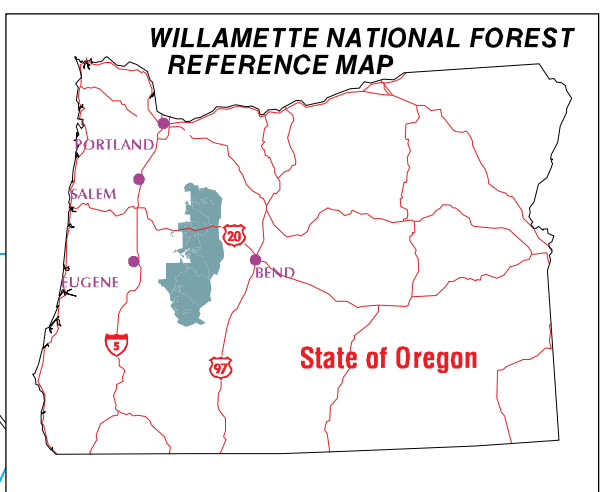 WILLAMETTE NATIONAL FOREST
REFERENCE MAP
PORTLAND
SALEM
20
EUGENE
BEND
5
97
State of Oregon